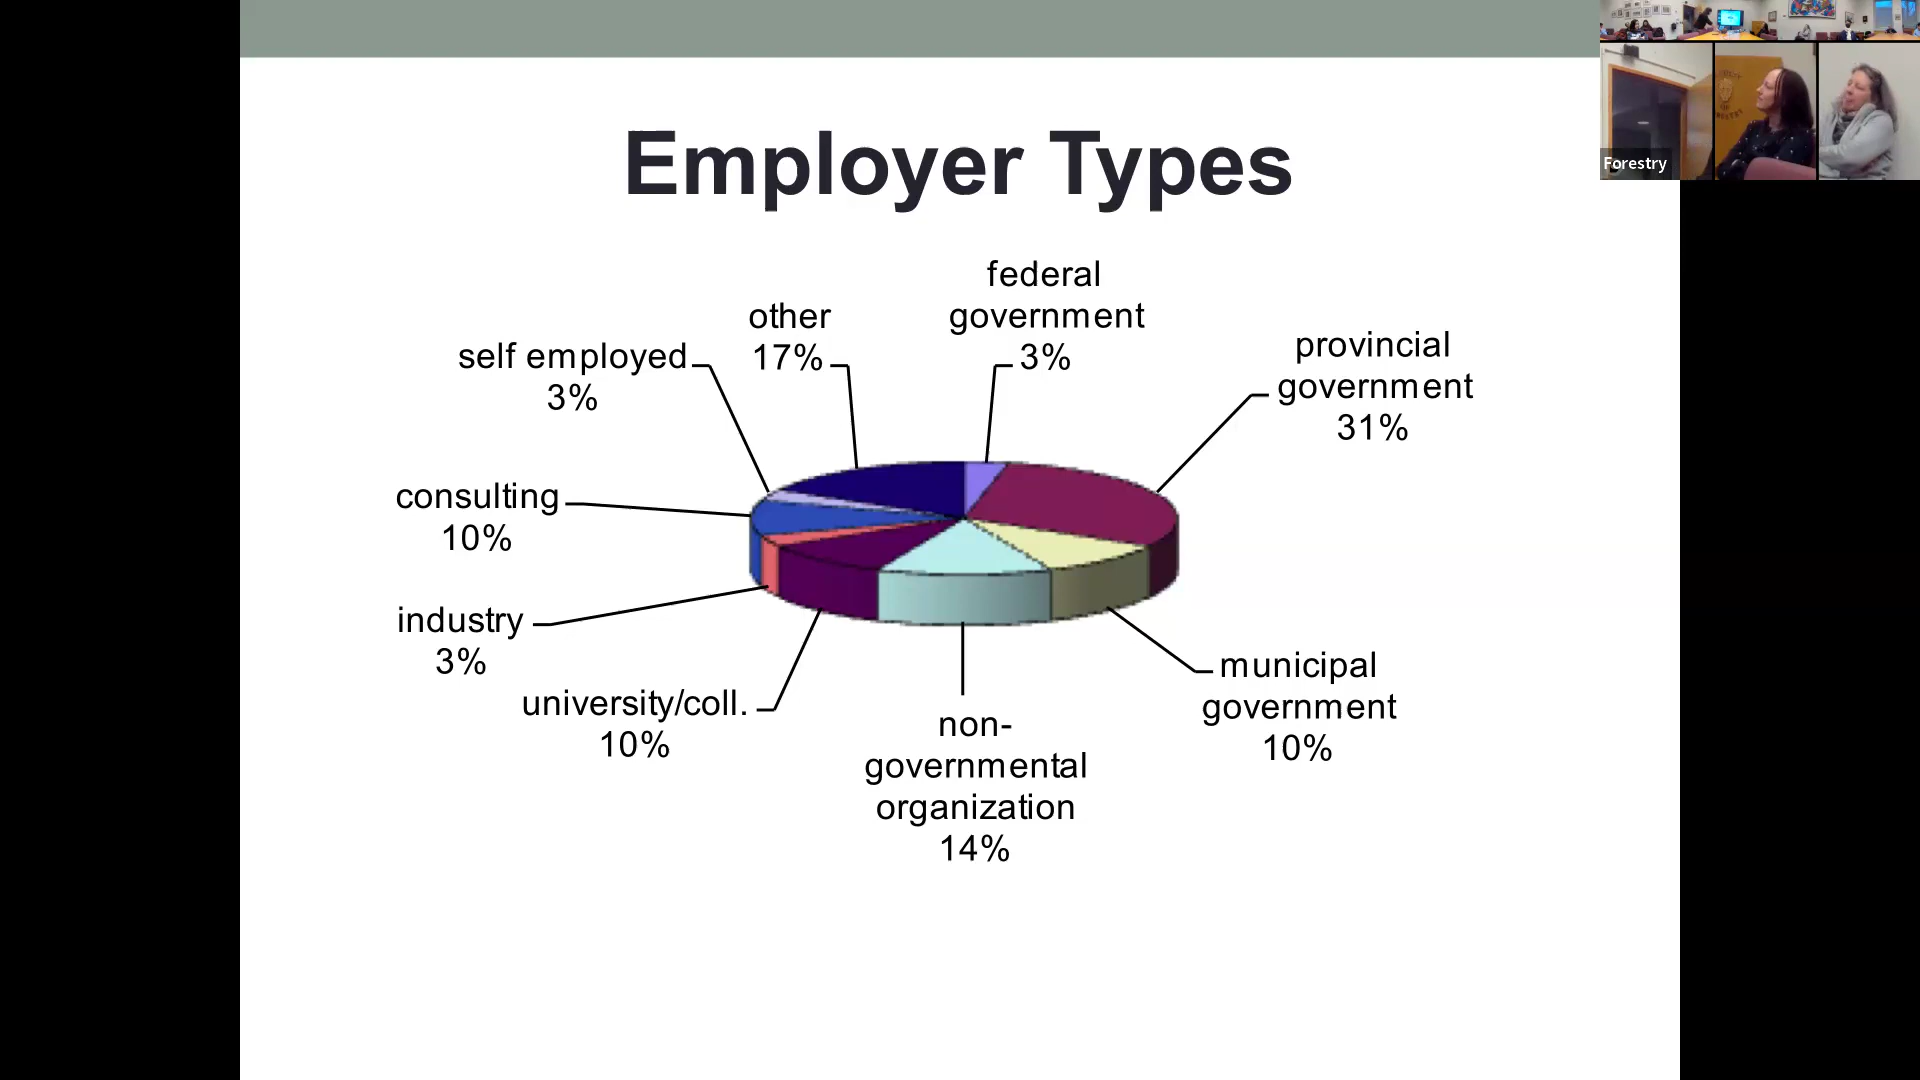 Employer Types
federal
government
3%
other
17%
self employed
3%
provincial
government
31%
consulting
10%
industry
3%
university/coll.
10%
non-
governmental
organization
14%
municipal
government
10%
Forestry